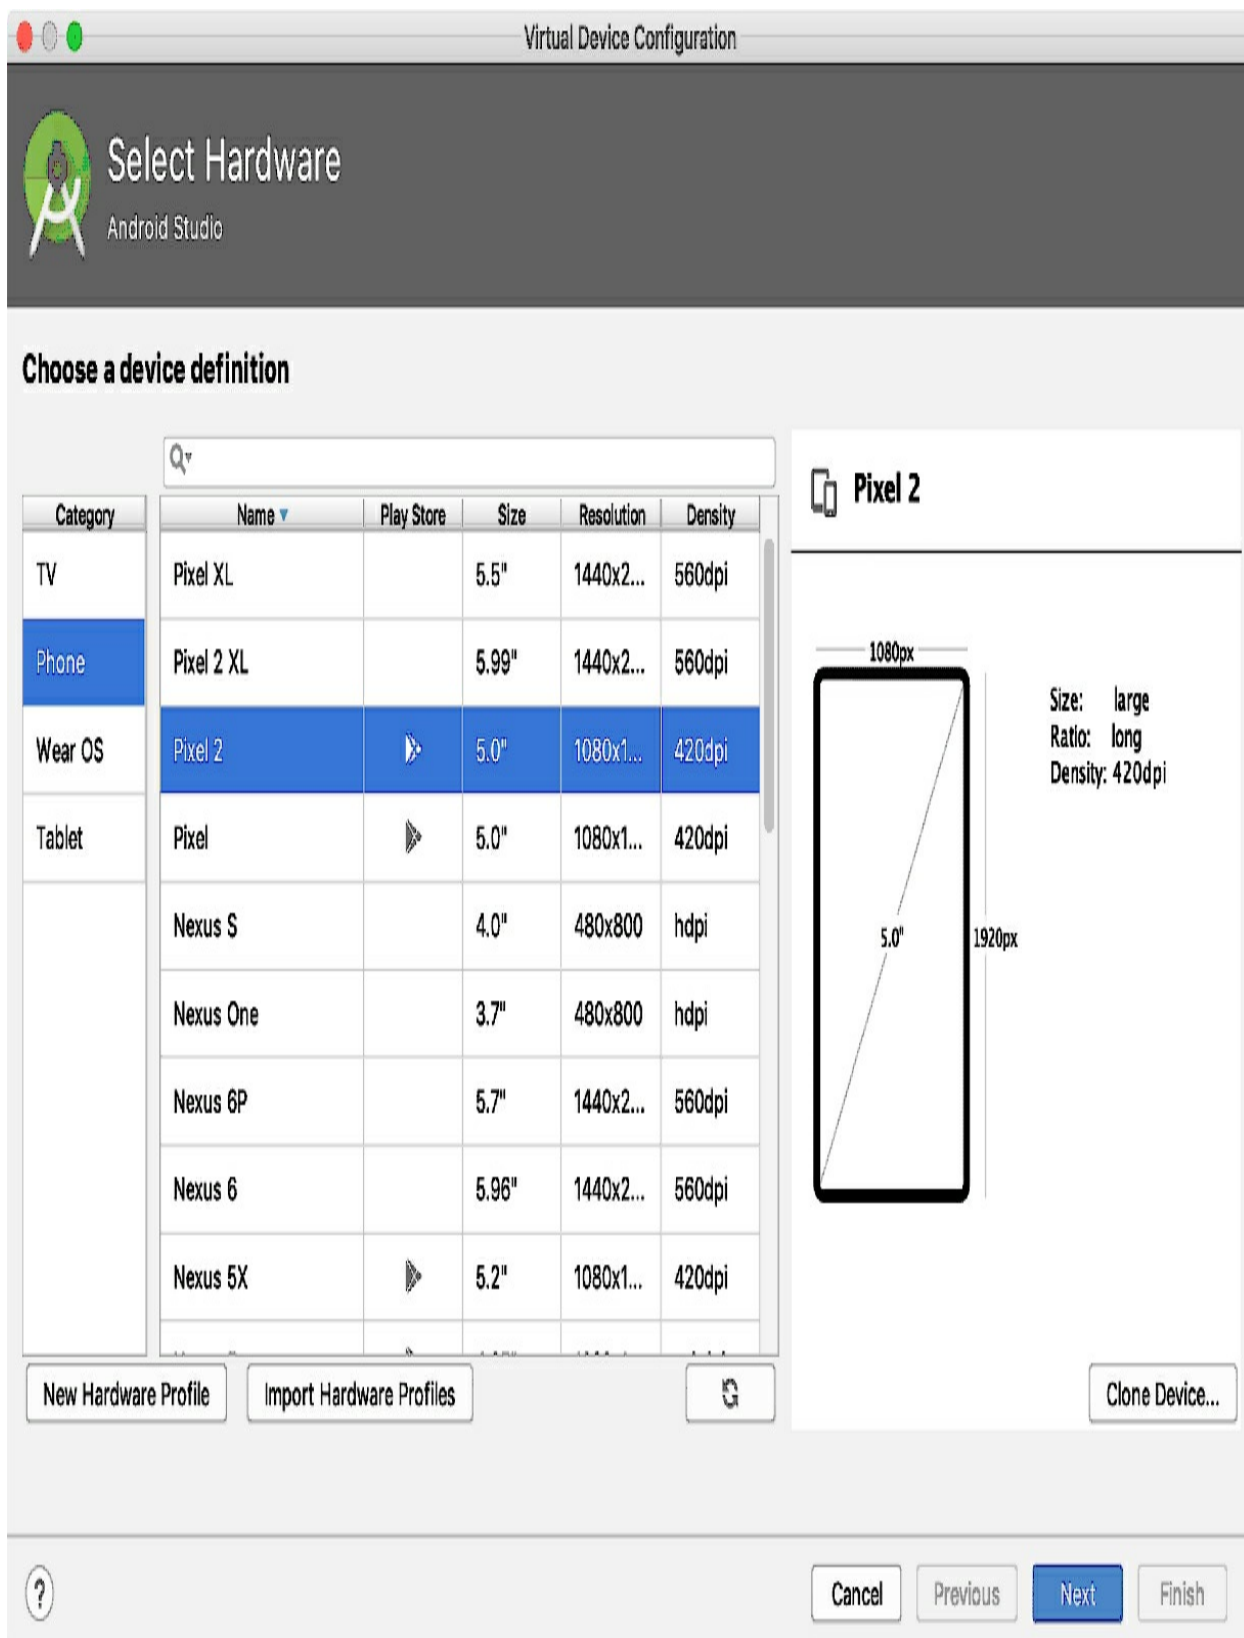 Virtual Device Configuration
Select Hardware
Android Studio
Choose a device definition
Category
TV
Phone
Wear OS
Tablet
Name Play Store Size Resolution Density
Pixel XL 5.5" 1440x2... 560dpi
Pixel 2 XL 5.99" 1440x2... 560dpi
Pixel 2 5.0" 1080x1... 420dpi
Pixel 5.0" 1080x1... 420dpi
Nexus S 4.0" 480x800 hdpi
Nexus One 3.7" 480x800 hdpi
Nexus 6P 5.7" 1440x2... 560dpi
Nexus 6 5.96" 1440x2... 560dpi
Nexus 5X 5.2" 1080x1... 420dpi
New Hardware Profile Import Hardware Profiles
Pixel 2
1080px
Size: large
Ratio: long
Density: 420dpi
5.0" 1920px
Clone Device...
? Cancel Previous Next Finish